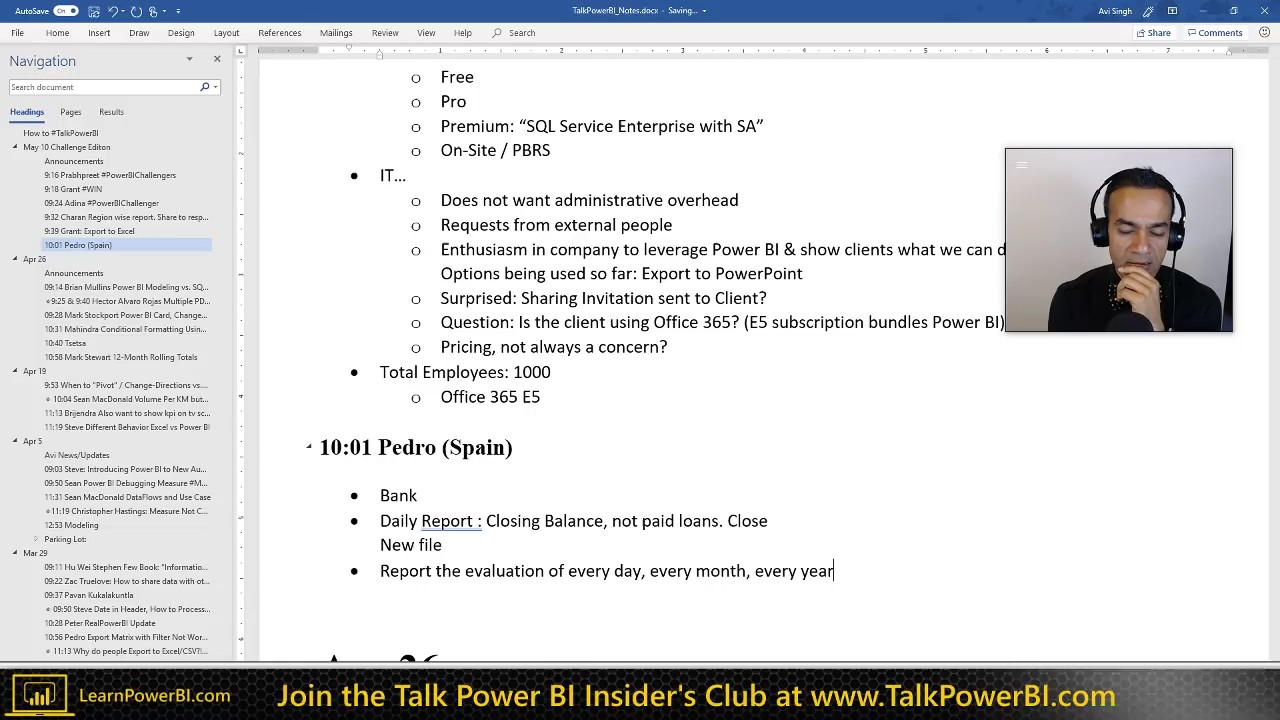 AutoSave On TalkPowerBI_Notes.docx - Saving... Avi Singh
File Home Insert Draw Design Layout References Mailings Review View Help Search Share Comments
Navigation
Search document
Headings Pages Results
How to #TalkPowerBI
May 10 Challenge Editon
Announcements
9:16 Prabhpreet #PowerBIChallengers
9:18 Grant #WIN
09:24 Adina #PowerBIChallenger
9:32 Charan Region wise report. Share to resp...
9:39 Grant: Export to Excel
10:01 Pedro (Spain)
Apr 26
Announcements
09:14 Brian Mullins Power BI Modeling vs. SQ...
9:25 & 9:40 Hector Alvaro Rojas Multiple PD...
09:28 Mark Stockport Power BI Card, Change...
10:31 Mahindra Conditional Formatting Usin...
10:40 Tsetsa
10:58 Mark Stewart 12-Month Rolling Totals
Apr 19
9:53 When to "Pivot" / Change-Directions vs....
10:04 Sean MacDonald Volume Per KM but...
11:13 Brijendra Also want to show kpi on tv sc...
11:19 Steve Different Behavior Excel vs Power BI
Apr 5
Avi News/Updates
09:03 Steve: Introducing Power BI to New Au...
09:50 Sean Power BI Debugging Measure #M...
11:31 Sean MacDonald DataFlows and Use Case
11:19 Christopher Hastings: Measure Not C...
12:53 Modeling
Parking Lot:
Mar 29
09:11 Hu Wei Stephen Few Book: "Informatio...
09:22 Zac Truelove: How to share data with ot...
09:37 Pavan Kukalakuntla
09:50 Steve Date in Header, How to Process...
10:28 Peter RealPowerBI Update
10:56 Pedro Export Matrix with Filter Not Wor...
11:13 Why do people Export to Excel/CSV?!...
Free
Pro
Premium: “SQL Service Enterprise with SA”
On-Site / PBRS
IT...
Does not want administrative overhead
Requests from external people
Enthusiasm in company to leverage Power BI & show clients what we can d
Options being used so far: Export to PowerPoint
Surprised: Sharing Invitation sent to Client?
Question: Is the client using Office 365? (E5 subscription bundles Power BI)
Pricing, not always a concern?
Total Employees: 1000
Office 365 E5
10:01 Pedro (Spain)
Bank
Daily Report : Closing Balance, not paid loans. Close
New file
Report the evaluation of every day, every month, every year
LearnPowerBI.com Join the Talk Power BI Insider's Club at www.TalkPowerBI.com